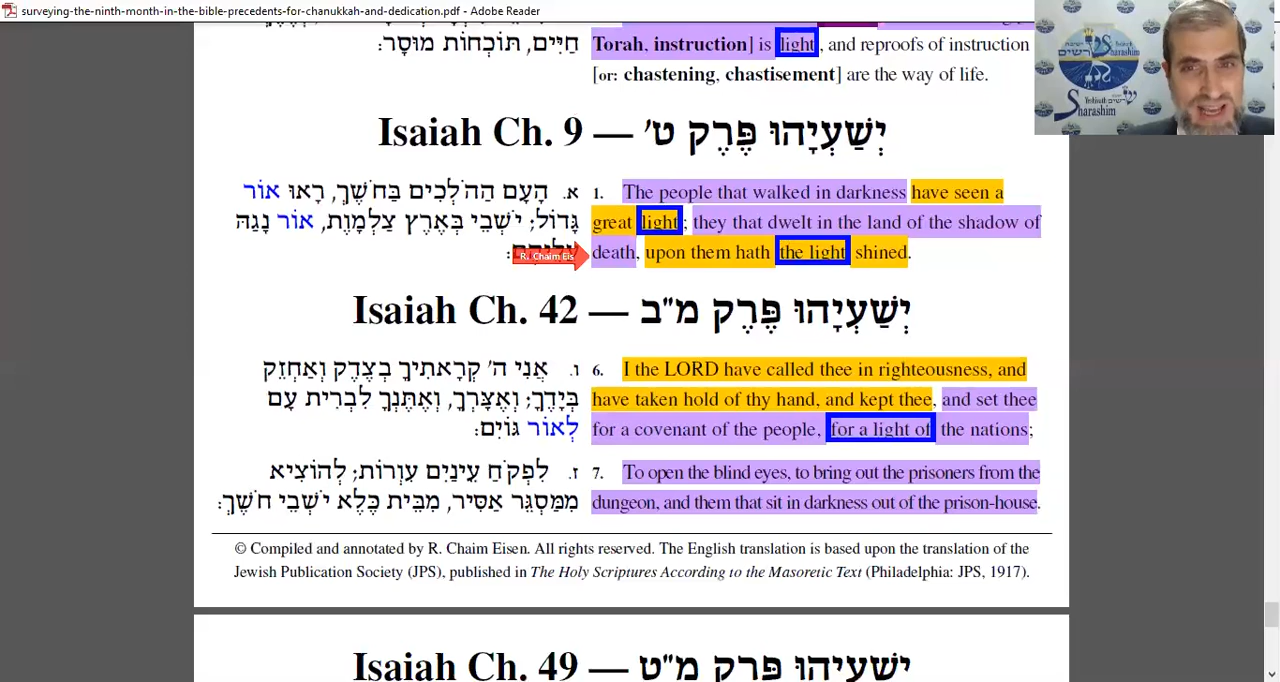 surveying-the-ninth-month-in-the-bible-precedents-for-chanukkah-and-dedication.pdf - Adobe Reader
Torah, instruction] is light, and reproofs of instruction
[or: chastening, chastisement] are the way of life.
חַיִּים, תּוֹכְחוֹת מוּסָר:
Isaiah Ch. 9 — יְשַׁעְיָהוּ פֶּרֶק ט׳
א. הָעָם הַהֹלְכִים בַּחֹשֶׁךְ, רָאוּ אוֹר
גָּדוֹל; יֹשְׁבֵי בְּאֶרֶץ צַלְמָוֶת, אוֹר נָגַהּ
R. Chaim Eis
1. The people that walked in darkness have seen a
great light; they that dwelt in the land of the shadow of
death, upon them hath the light shined.
Isaiah Ch. 42 — יְשַׁעְיָהוּ פֶּרֶק מ״ב
ו. אֲנִי ה׳ קְרָאתִיךָ בְצֶדֶק וְאַחְזֵק
בְּיָדֶךָ; וְאֶצָּרְךָ, וְאֶתֶּנְךָ לִבְרִית עָם
לְאוֹר גּוֹיִם:
6. I the LORD have called thee in righteousness, and
have taken hold of thy hand, and kept thee, and set thee
for a covenant of the people, for a light of the nations;
ז. לִפְקֹחַ עֵינַיִם עִוְרוֹת; לְהוֹצִיא
מִמַּסְגֵּר אַסִּיר, מִבֵּית כֶּלֶא יֹשְׁבֵי חֹשֶׁךְ:
7. To open the blind eyes, to bring out the prisoners from the
dungeon, and them that sit in darkness out of the prison-house.
© Compiled and annotated by R. Chaim Eisen. All rights reserved. The English translation is based upon the translation of the
Jewish Publication Society (JPS), published in The Holy Scriptures According to the Masoretic Text (Philadelphia: JPS, 1917).
Isaiah Ch. 49 — יְשַׁעְיָהוּ פֶּרֶק מ״ט
Sharashim
Yeshivath
Sharashim